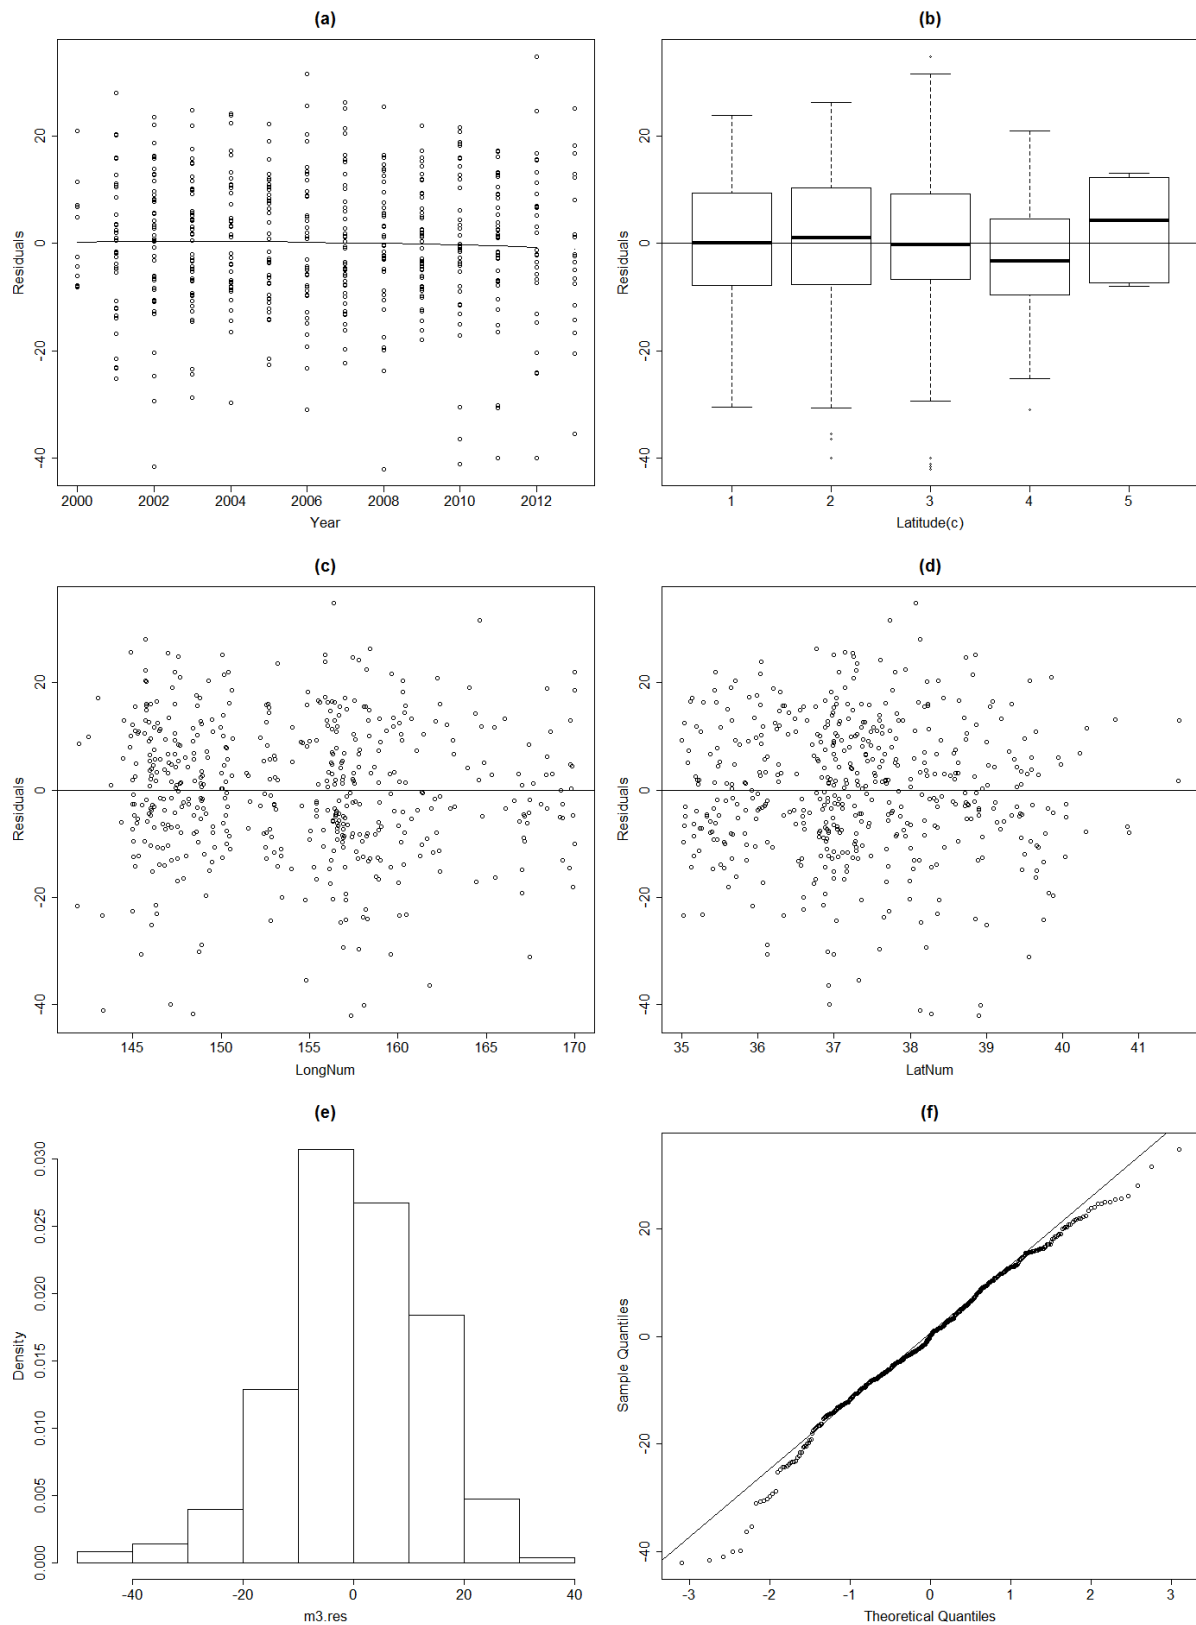 (a)
20
0
-20
-40
Residuals
2000 2002 2004 2006 2008 2010 2012
Year
(b)
20
0
-20
-40
Residuals
1 2 3 4 5
Latitude(c)
(c)
20
0
-20
-40
Residuals
145 150 155 160 165 170
LongNum
(d)
20
0
-20
-40
Residuals
35 36 37 38 39 40 41
LatNum
(e)
0.030
0.025
0.020
0.015
0.010
0.005
0.000
Density
-40 -20 0 20 40
m3.res
(f)
20
0
-20
-40
Sample Quantiles
-3 -2 -1 0 1 2 3
Theoretical Quantiles